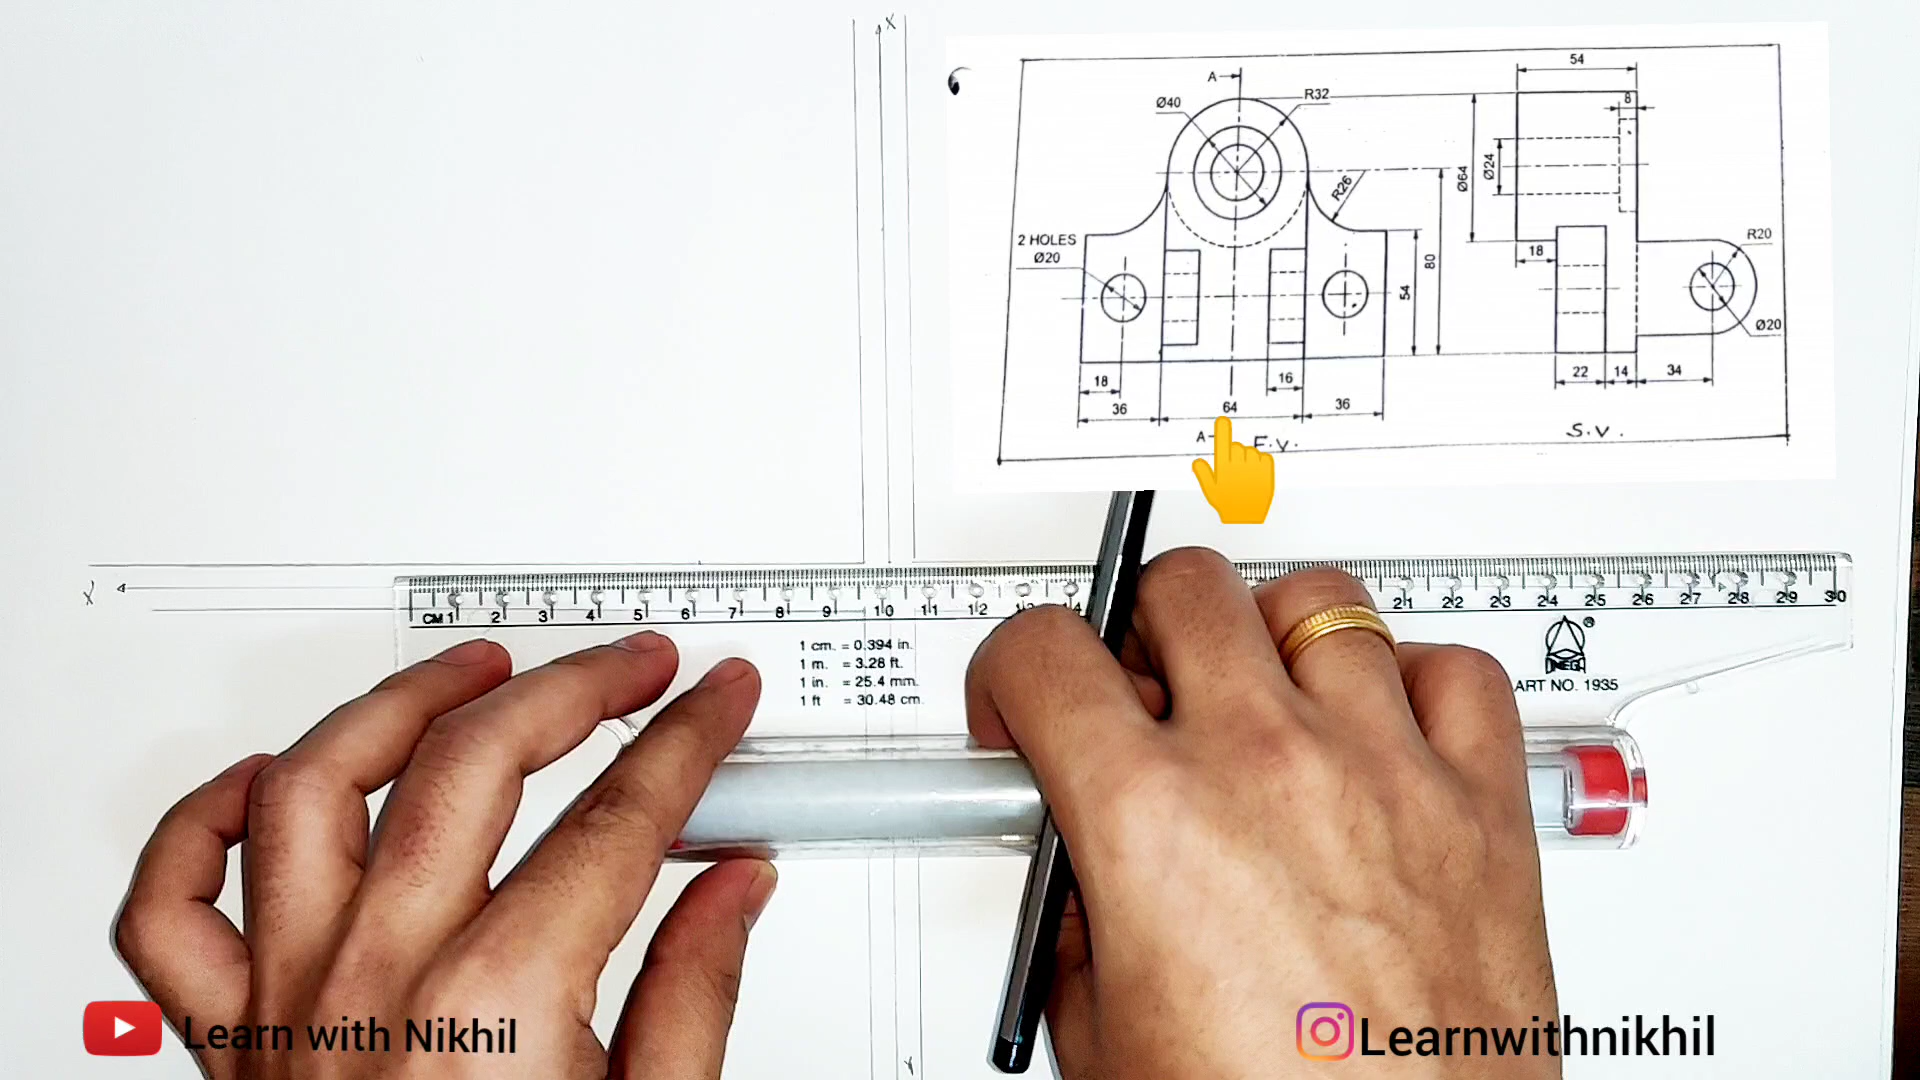 X
A
Ø40
R32
54
8
Ø64
Ø24
R26
2 HOLES
Ø20
18
R20
80
54
Ø20
18
16
22
14
34
36
64
36
A
F.V.
S.V.
X
CM 1 2 3 4 5 6 7 8 9 10 11 12 13 14 21 22 23 24 25 26 27 28 29 30
1 cm. = 0.394 in.
1 m. = 3.28 ft.
1 in. = 25.4 mm.
1 ft = 30.48 cm.
®
ART NO. 1935
Learn with Nikhil
Learnwithnikhil